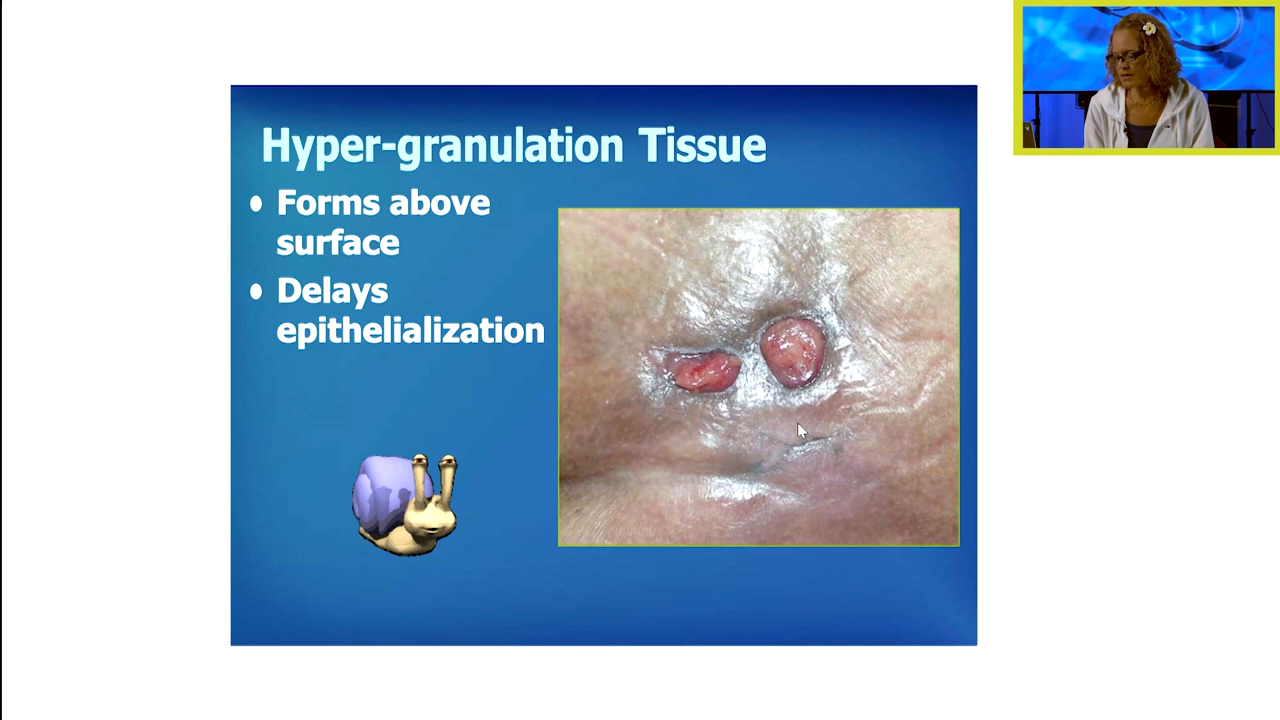 Hyper-granulation Tissue
• Forms above
surface
• Delays
epithelialization